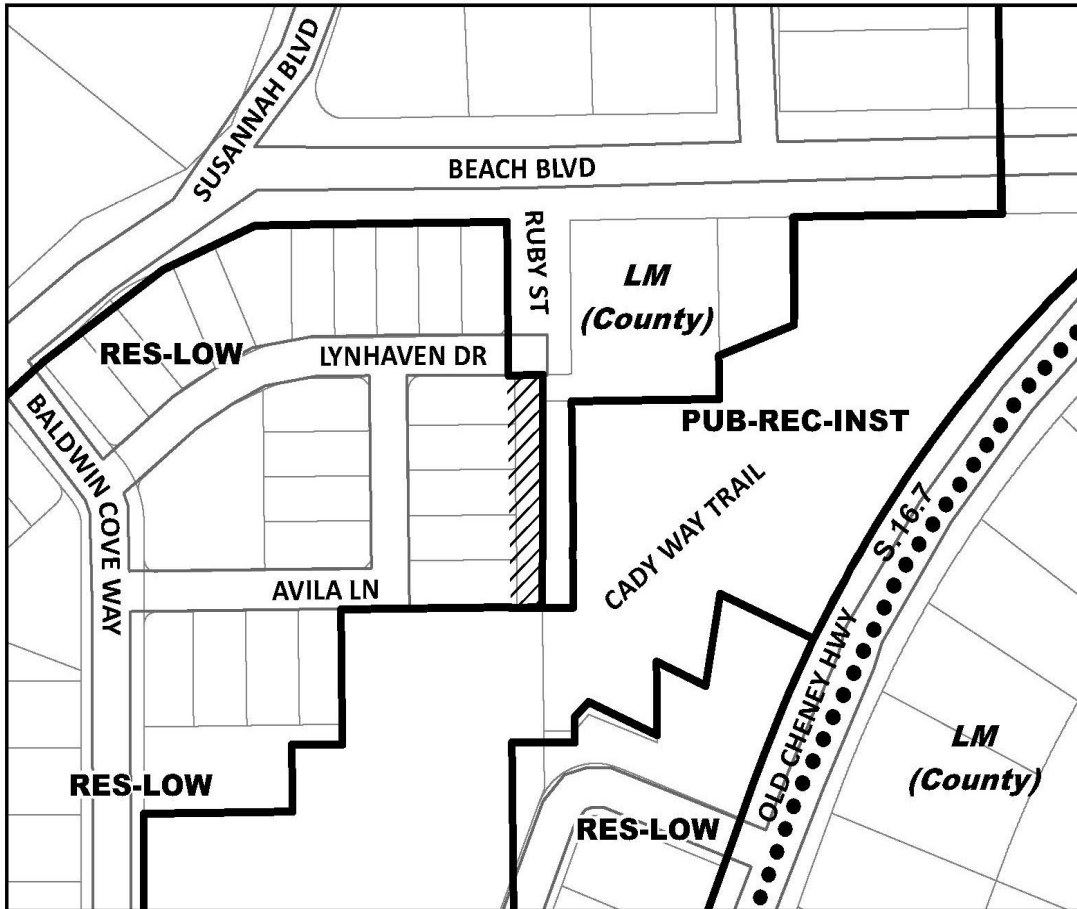 SUSANNAH BLVD
BEACH BLVD
RUBY ST
LM
(County)
RES-LOW
LYNHAVEN DR
BALDWIN COVE WAY
PUB-REC-INST
CADY WAY TRAIL
S.16.7
AVILA LN
OLD CHENEY HWY
LM
(County)
RES-LOW
RES-LOW